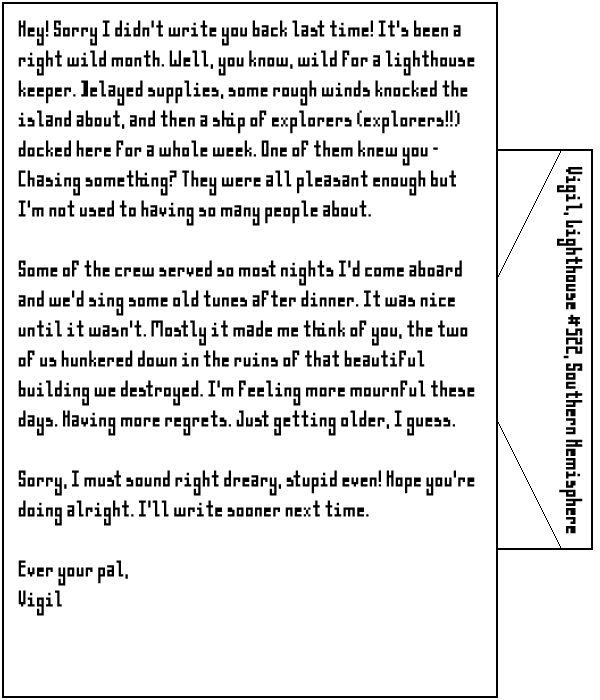 Hey! Sorry I didn't write you back last time! It's been a
right wild month. Well, you know, wild for a lighthouse
keeper. Delayed supplies, some rough winds knocked the
island about, and then a ship of explorers (explorers!!)
docked here for a whole week. One of them knew you -
Chasing something? They were all pleasant enough but
I'm not used to having so many people about.

Some of the crew served so most nights I'd come aboard
and we'd sing some old tunes after dinner. It was nice
until it wasn't. Mostly it made me think of you, the two
of us hunkered down in the ruins of that beautiful
building we destroyed. I'm feeling more mournful these
days. Having more regrets. Just getting older, I guess.

Sorry, I must sound right dreary, stupid even! Hope you're
doing alright. I'll write sooner next time.

Ever your pal,
Vigil

Vigil, Lighthouse #522, Southern Hemisphere